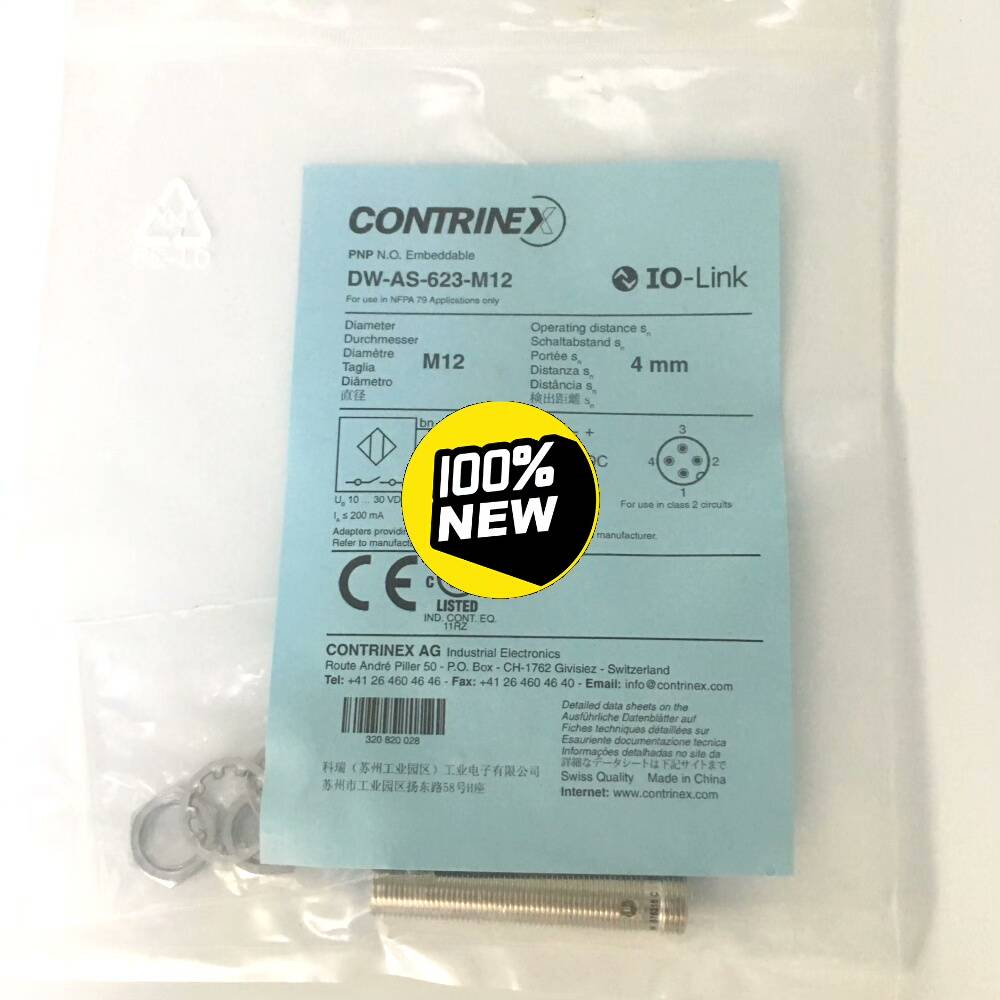 CONTRINEX
PNP N.O. Embeddable
DW-AS-623-M12
IO-Link
For use in NFPA 79 Applications only
Diameter
Durchmesser
Diamètre
Taglia
Diâmetro
直径
M12
Operating distance sn
Schaltabstand sn
Portée sn
Distanza sn
Distância sn
検出距離 sn
4 mm
bn
+
3
4
2
1
100%
NEW
10 ... 30 VD
≤ 200 mA
For use in class 2 circuits
Adapters providin
Refer to manufact
manufacturer.
CE
C
LISTED
IND. CONT. EQ.
11RZ
CONTRINEX AG Industrial Electronics
Route André Piller 50 - P.O. Box - CH-1762 Givisiez - Switzerland
Tel: +41 26 460 46 46 - Fax: +41 26 460 46 40 - Email: info@contrinex.com
320 820 028
Detailed data sheets on the
Ausführliche Datenblätter auf
Fiches techniques détaillées sur
Esauriente documentazione tecnica
Informações detalhadas no site da
詳細なデータシートは下記サイトまで
Swiss Quality Made in China
Internet: www.contrinex.com
科瑞（苏州工业园区）工业电子有限公司
苏州市工业园区扬东路58号H座